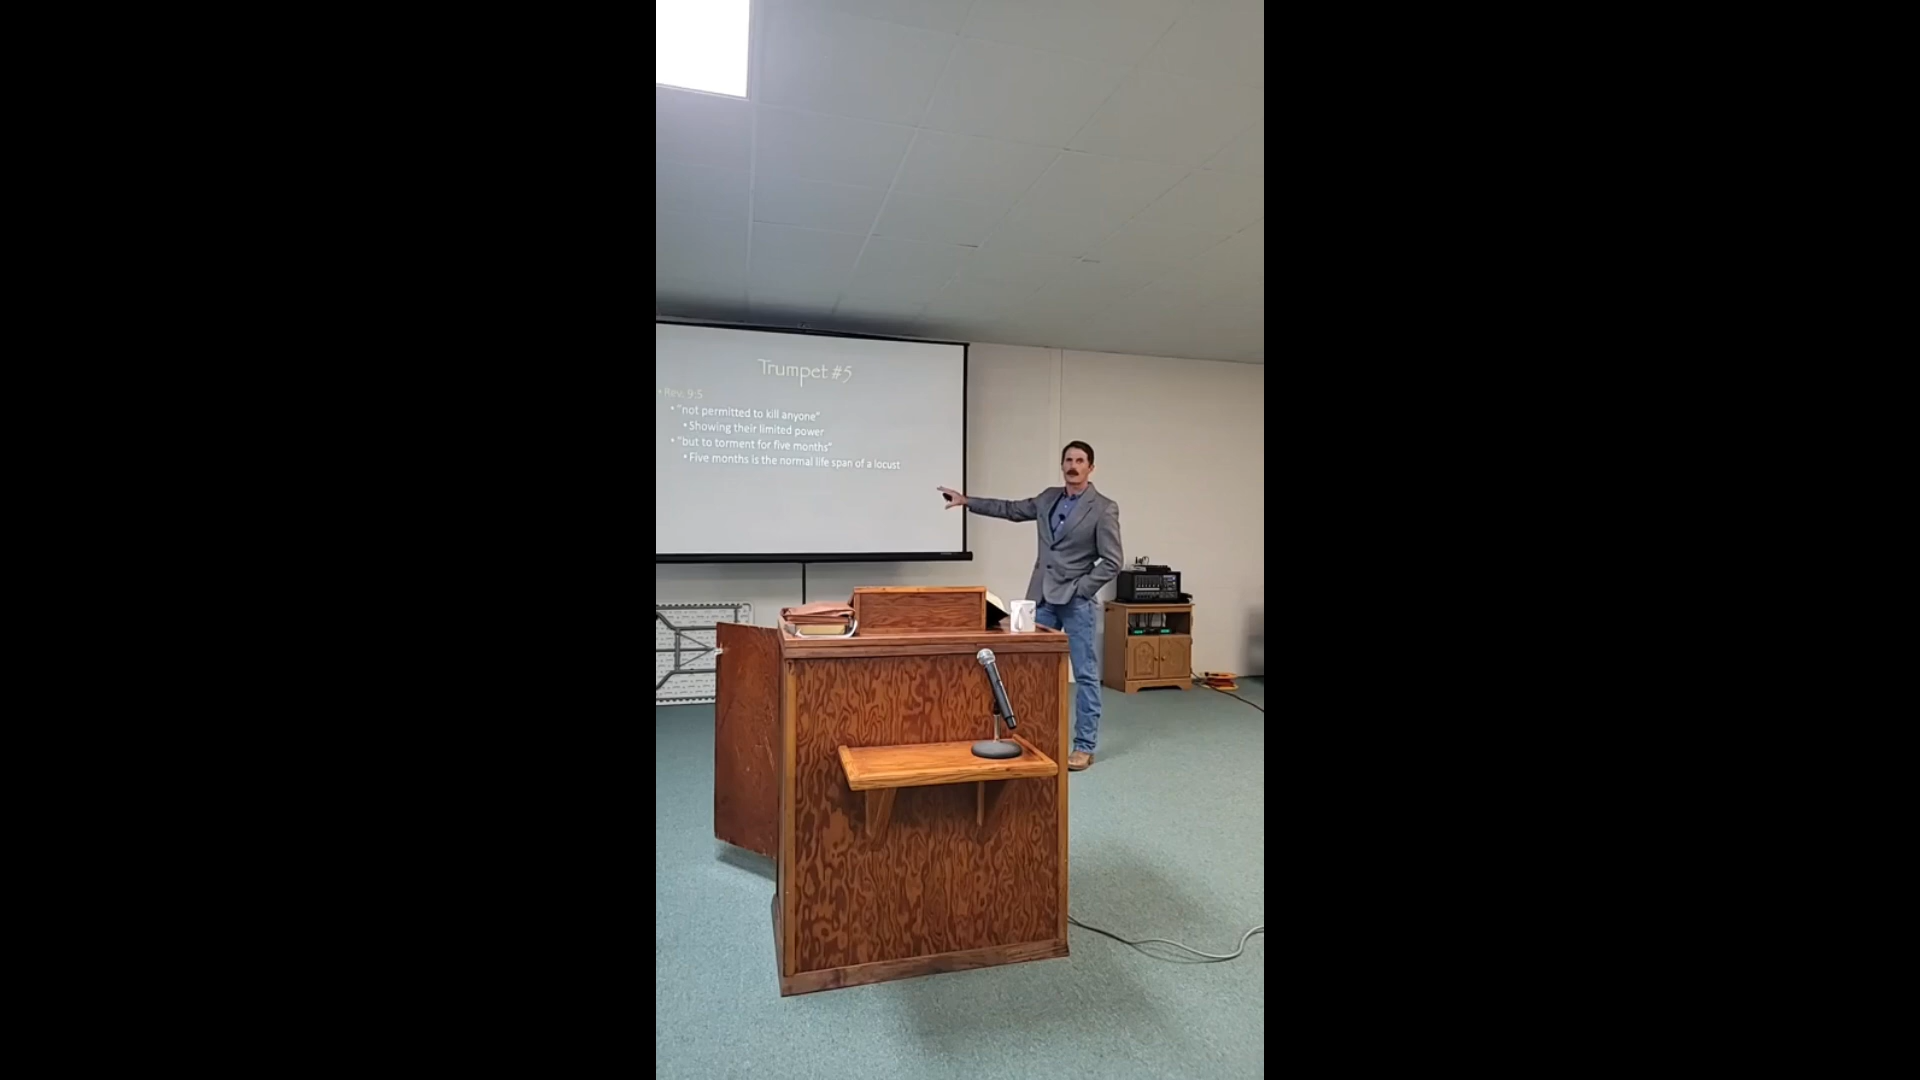 Trumpet #5
• Rev. 9:5
• "not permitted to kill anyone"
• Showing their limited power
• "but to torment for five months"
• Five months is the normal life span of a locust